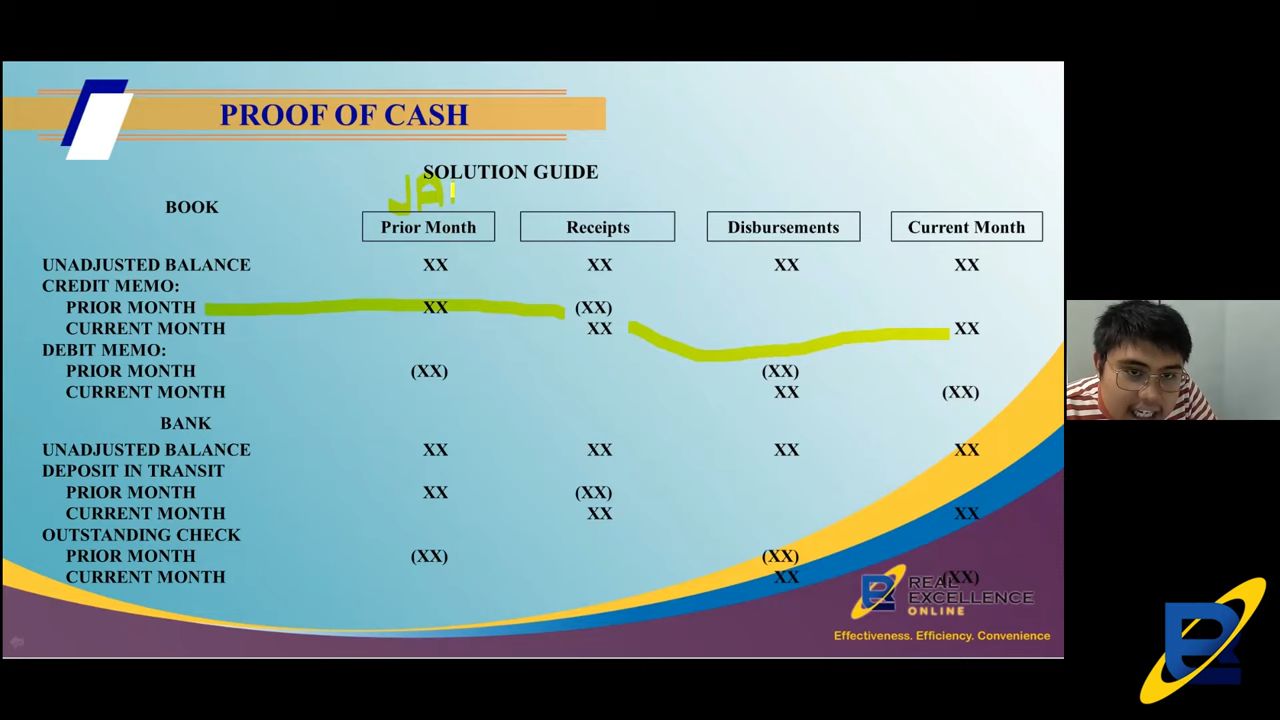 PROOF OF CASH
SOLUTION GUIDE
JA
BOOK
Prior Month Receipts Disbursements Current Month
UNADJUSTED BALANCE XX XX XX XX
CREDIT MEMO:
PRIOR MONTH XX (XX)
CURRENT MONTH XX XX
DEBIT MEMO:
PRIOR MONTH (XX) (XX)
CURRENT MONTH XX (XX)
BANK
UNADJUSTED BALANCE XX XX XX XX
DEPOSIT IN TRANSIT
PRIOR MONTH XX (XX)
CURRENT MONTH XX XX
OUTSTANDING CHECK
PRIOR MONTH (XX) (XX)
CURRENT MONTH XX (XX)
REAL
EXCELLENCE
ONLINE
Effectiveness. Efficiency. Convenience